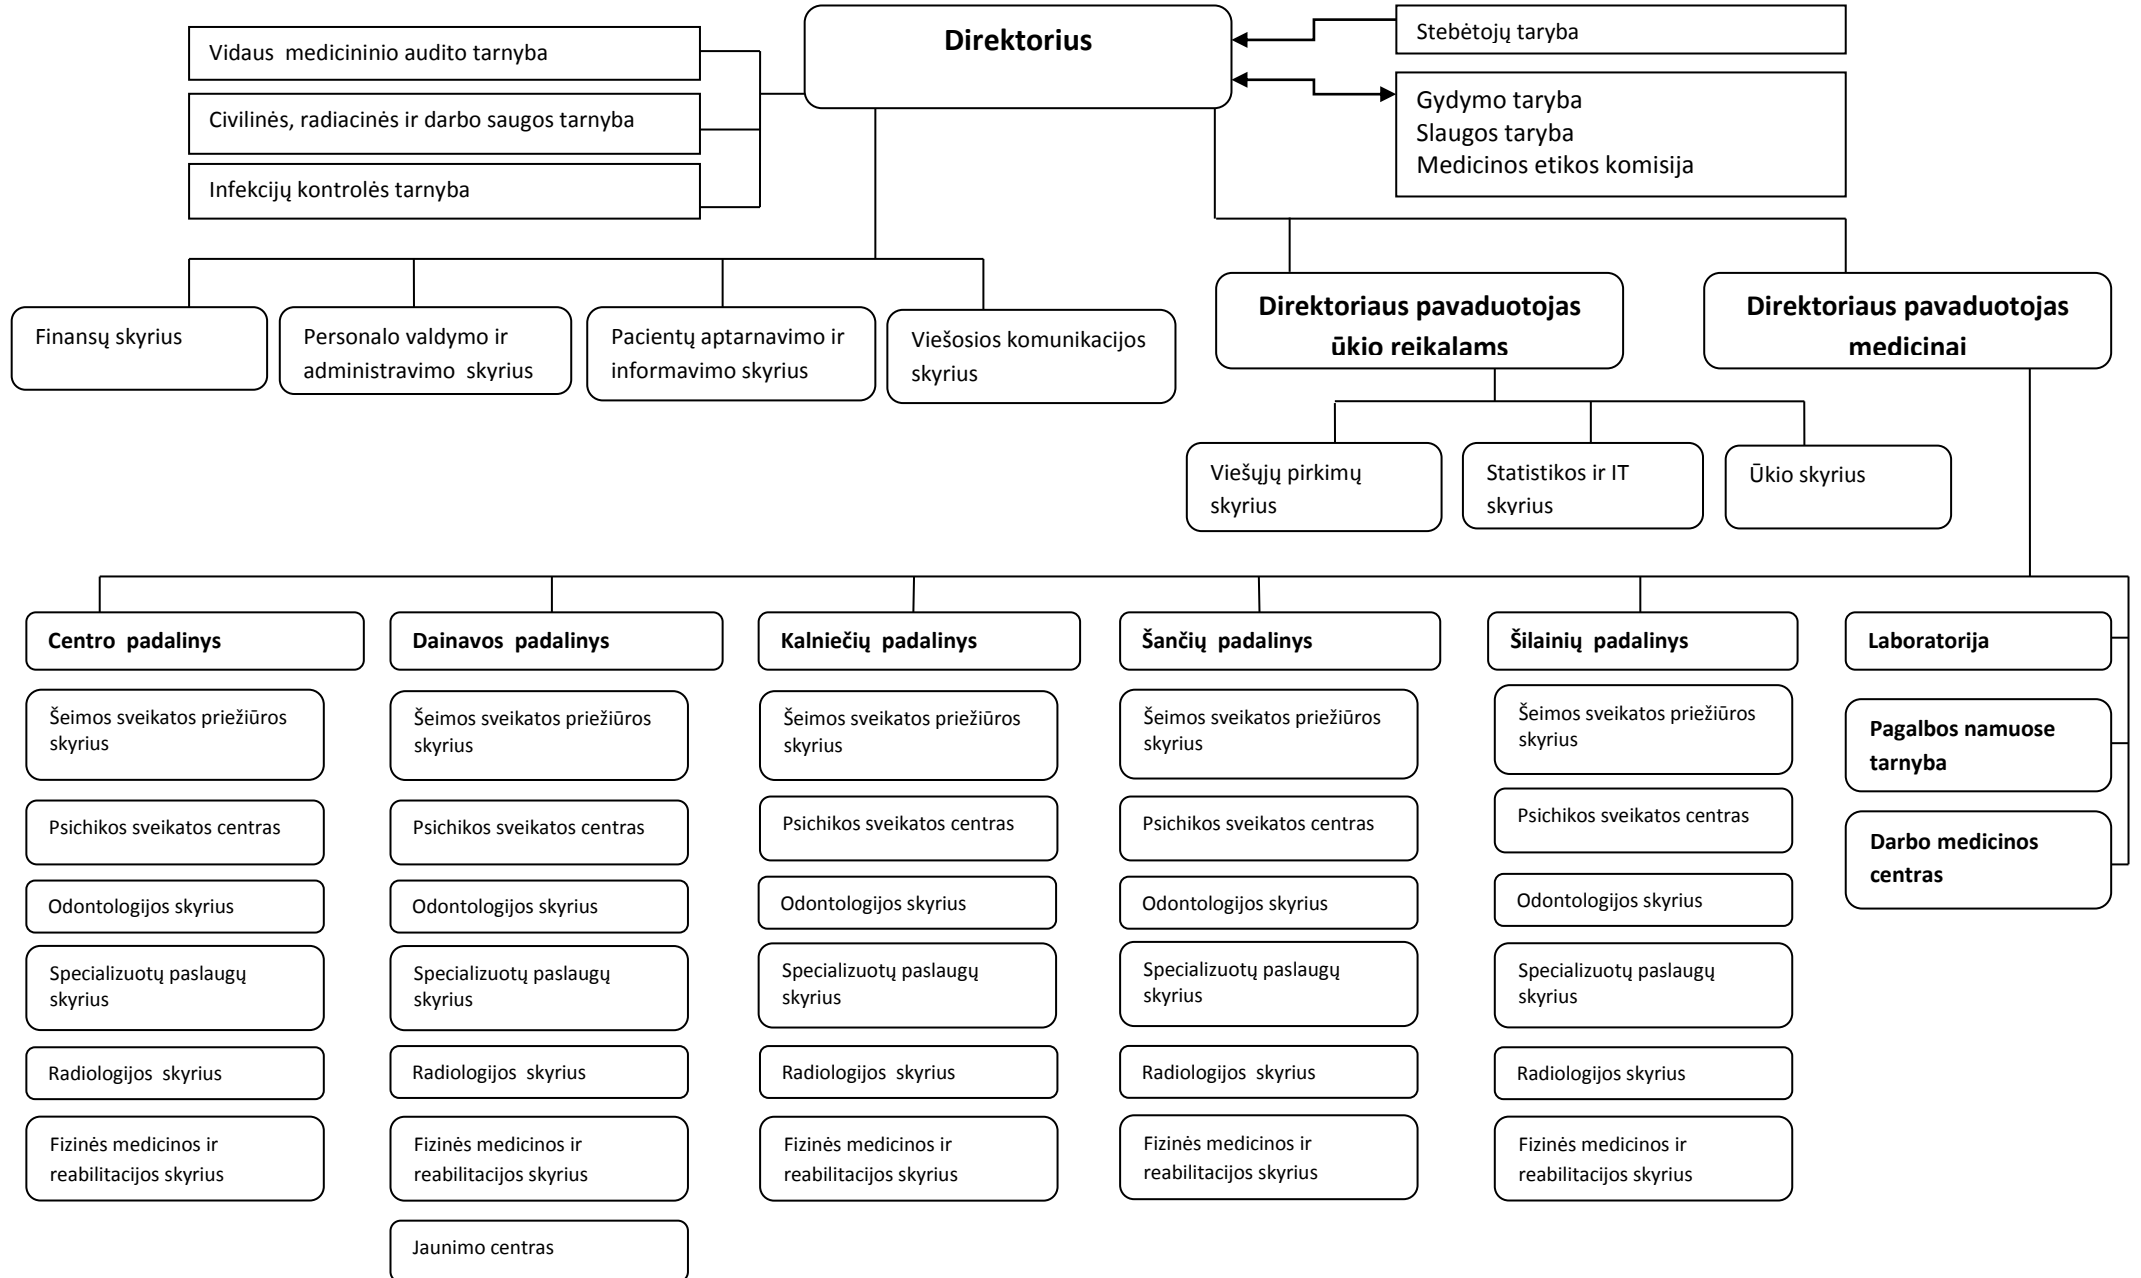 Direktorius
Stebėtojų taryba
Vidaus medicininio audito tarnyba
Civilinės, radiacinės ir darbo saugos tarnyba
Infekcijų kontrolės tarnyba
Gydymo taryba
Slaugos taryba
Medicinos etikos komisija
Finansų skyrius
Personalo valdymo ir
administravimo skyrius
Pacientų aptarnavimo ir
informavimo skyrius
Viešosios komunikacijos
skyrius
Direktoriaus pavaduotojas
ūkio reikalams
Direktoriaus pavaduotojas
medicinai
Viešųjų pirkimų
skyrius
Statistikos ir IT
skyrius
Ūkio skyrius
Centro padalinys
Šeimos sveikatos priežiūros
skyrius
Psichikos sveikatos centras
Odontologijos skyrius
Specializuotų paslaugų
skyrius
Radiologijos skyrius
Fizinės medicinos ir
reabilitacijos skyrius
Dainavos padalinys
Šeimos sveikatos priežiūros
skyrius
Psichikos sveikatos centras
Odontologijos skyrius
Specializuotų paslaugų
skyrius
Radiologijos skyrius
Fizinės medicinos ir
reabilitacijos skyrius
Jaunimo centras
Kalniečių padalinys
Šeimos sveikatos priežiūros
skyrius
Psichikos sveikatos centras
Odontologijos skyrius
Specializuotų paslaugų
skyrius
Radiologijos skyrius
Fizinės medicinos ir
reabilitacijos skyrius
Šančių padalinys
Šeimos sveikatos priežiūros
skyrius
Psichikos sveikatos centras
Odontologijos skyrius
Specializuotų paslaugų
skyrius
Radiologijos skyrius
Fizinės medicinos ir
reabilitacijos skyrius
Šilainių padalinys
Šeimos sveikatos priežiūros
skyrius
Psichikos sveikatos centras
Odontologijos skyrius
Specializuotų paslaugų
skyrius
Radiologijos skyrius
Fizinės medicinos ir
reabilitacijos skyrius
Laboratorija
Pagalbos namuose
tarnyba
Darbo medicinos
centras